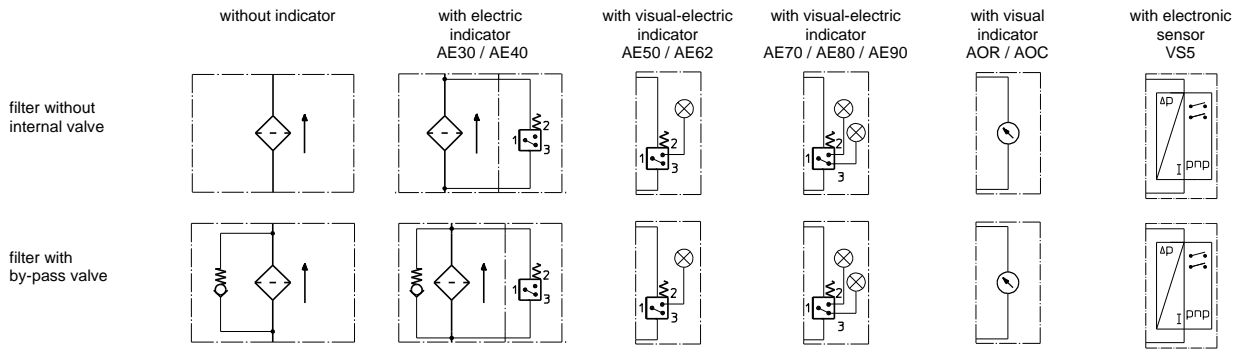 without indicator
with electric
indicator
AE30 / AE40
with visual-electric
indicator
AE50 / AE62
with visual-electric
indicator
AE70 / AE80 / AE90
with visual
indicator
AOR / AOC
with electronic
sensor
VS5
filter without
internal valve
1
2
3
1
2
3
1
2
3
Δp
I
pnp
filter with
by-pass valve
1
2
3
1
2
3
1
2
3
Δp
I
pnp